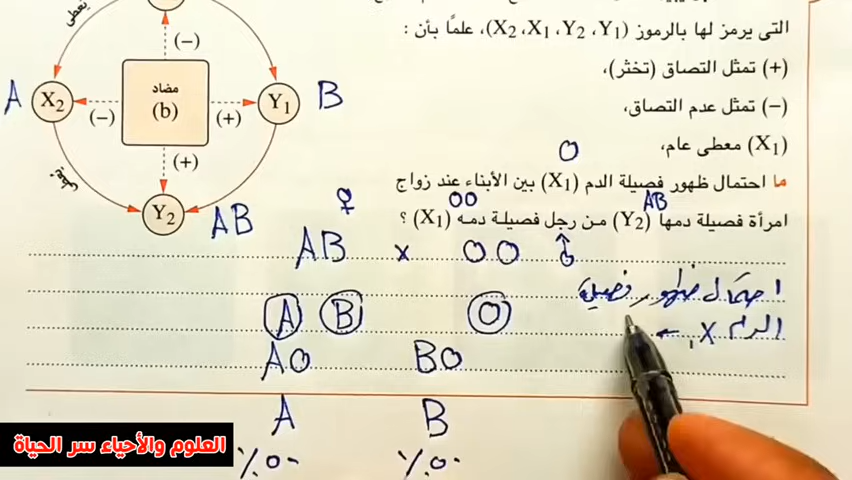 التى يرمز لها بالرموز (X2 ،X1 ،Y2 ،Y1)، علمًا بأن :
(+) تمثل التصاق (تخثر)،
(−) تمثل عدم التصاق،
(X1) معطى عام،
O
ما احتمال ظهور فصيلة الدم (X1) بين الأبناء عند زواج
AB OO
امرأة فصيلة دمها (Y2) من رجل فصيلة دمه (X1) ؟
يُعطى
(−)
A X2 (−) مضاد (b) (+) Y1 B
(+)
يُعطى
Y2 AB
♀
AB x OO ♂
احتمال ظهور فصيلة
A B O
الدم X1 ←
AO BO
A B
٪٥٠ ٪٥٠
العلوم والأحياء سر الحياة